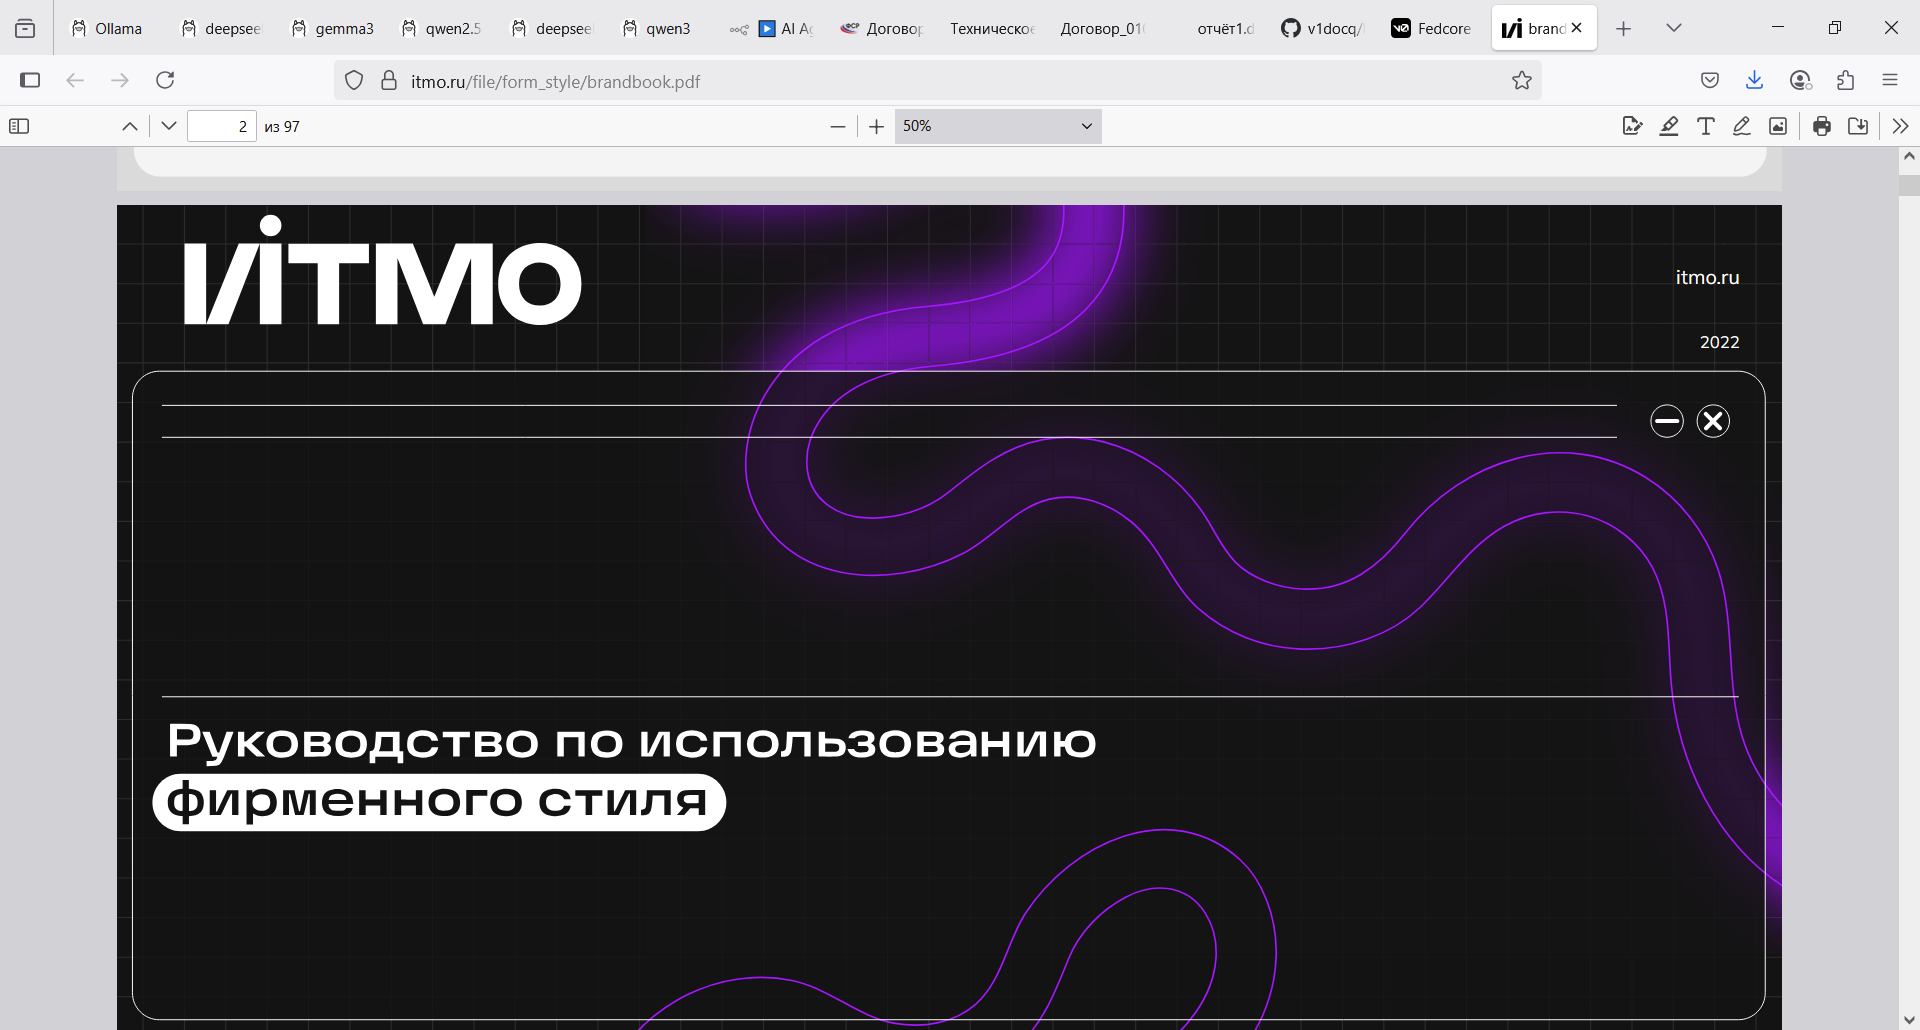 Ollama
deepsee
gemma3
qwen2.5
deepsee
qwen3
AI Ag
Договор
Техническо
Договор_01
отчёт1.d
v1docq/
Fedcore
brand
itmo.ru/file/form_style/brandbook.pdf
2 из 97
50%
ИТМО
itmo.ru
2022
Руководство по использованию
фирменного стиля